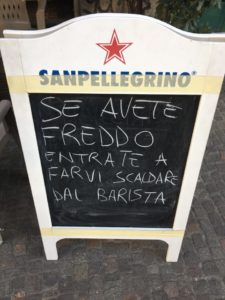 SANPELLEGRINO®
SE AVETE
FREDDO
ENTRATE A
FARVI SCALDARE
DAL BARISTA